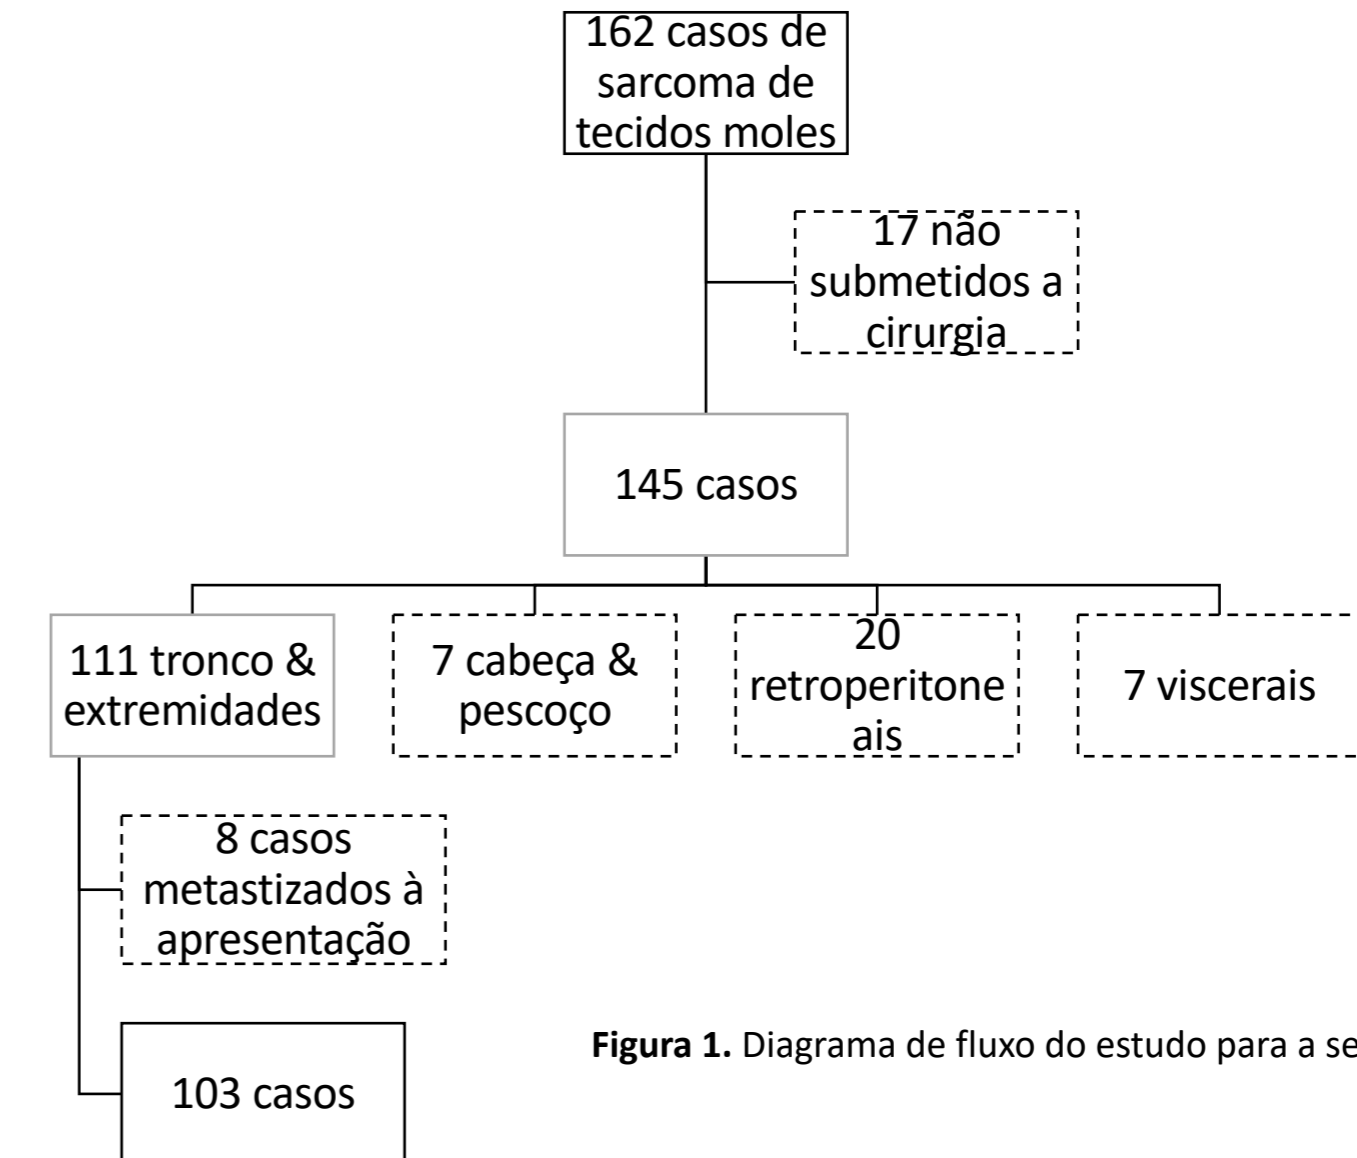 162 casos de
sarcoma de
tecidos moles
17 não
submetidos a
cirurgia
145 casos
111 tronco &
extremidades
7 cabeça &
pescoço
20
retroperitone
ais
7 viscerais
8 casos
metastizados à
apresentação
103 casos
Figura 1. Diagrama de fluxo do estudo para a se